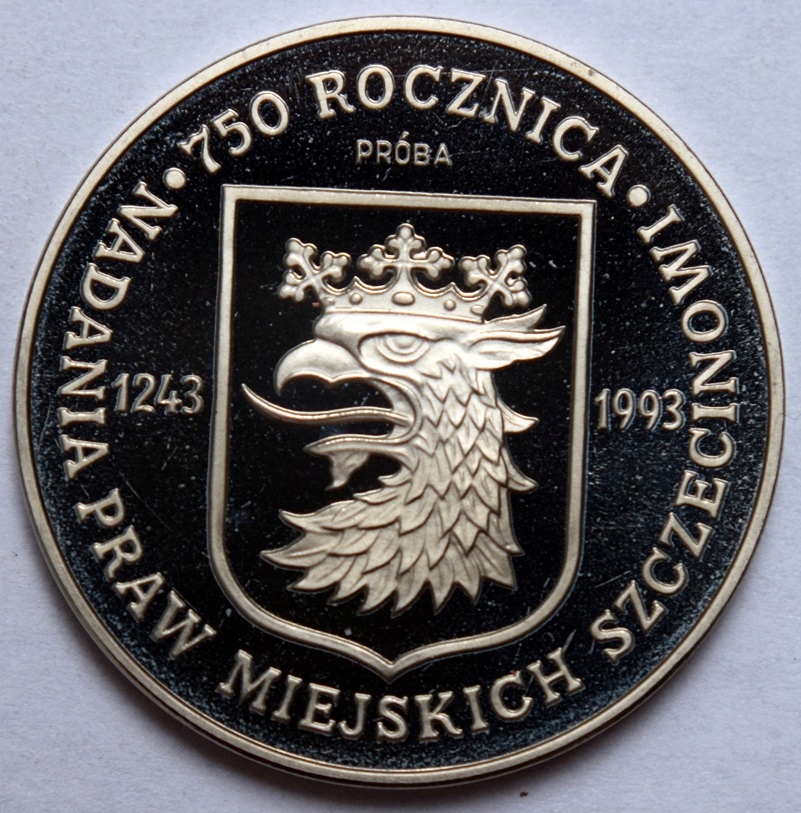 750 ROCZNICA
PRÓBA
• NADANIA PRAW MIEJSKICH SZCZECINOWI •
1243
1993